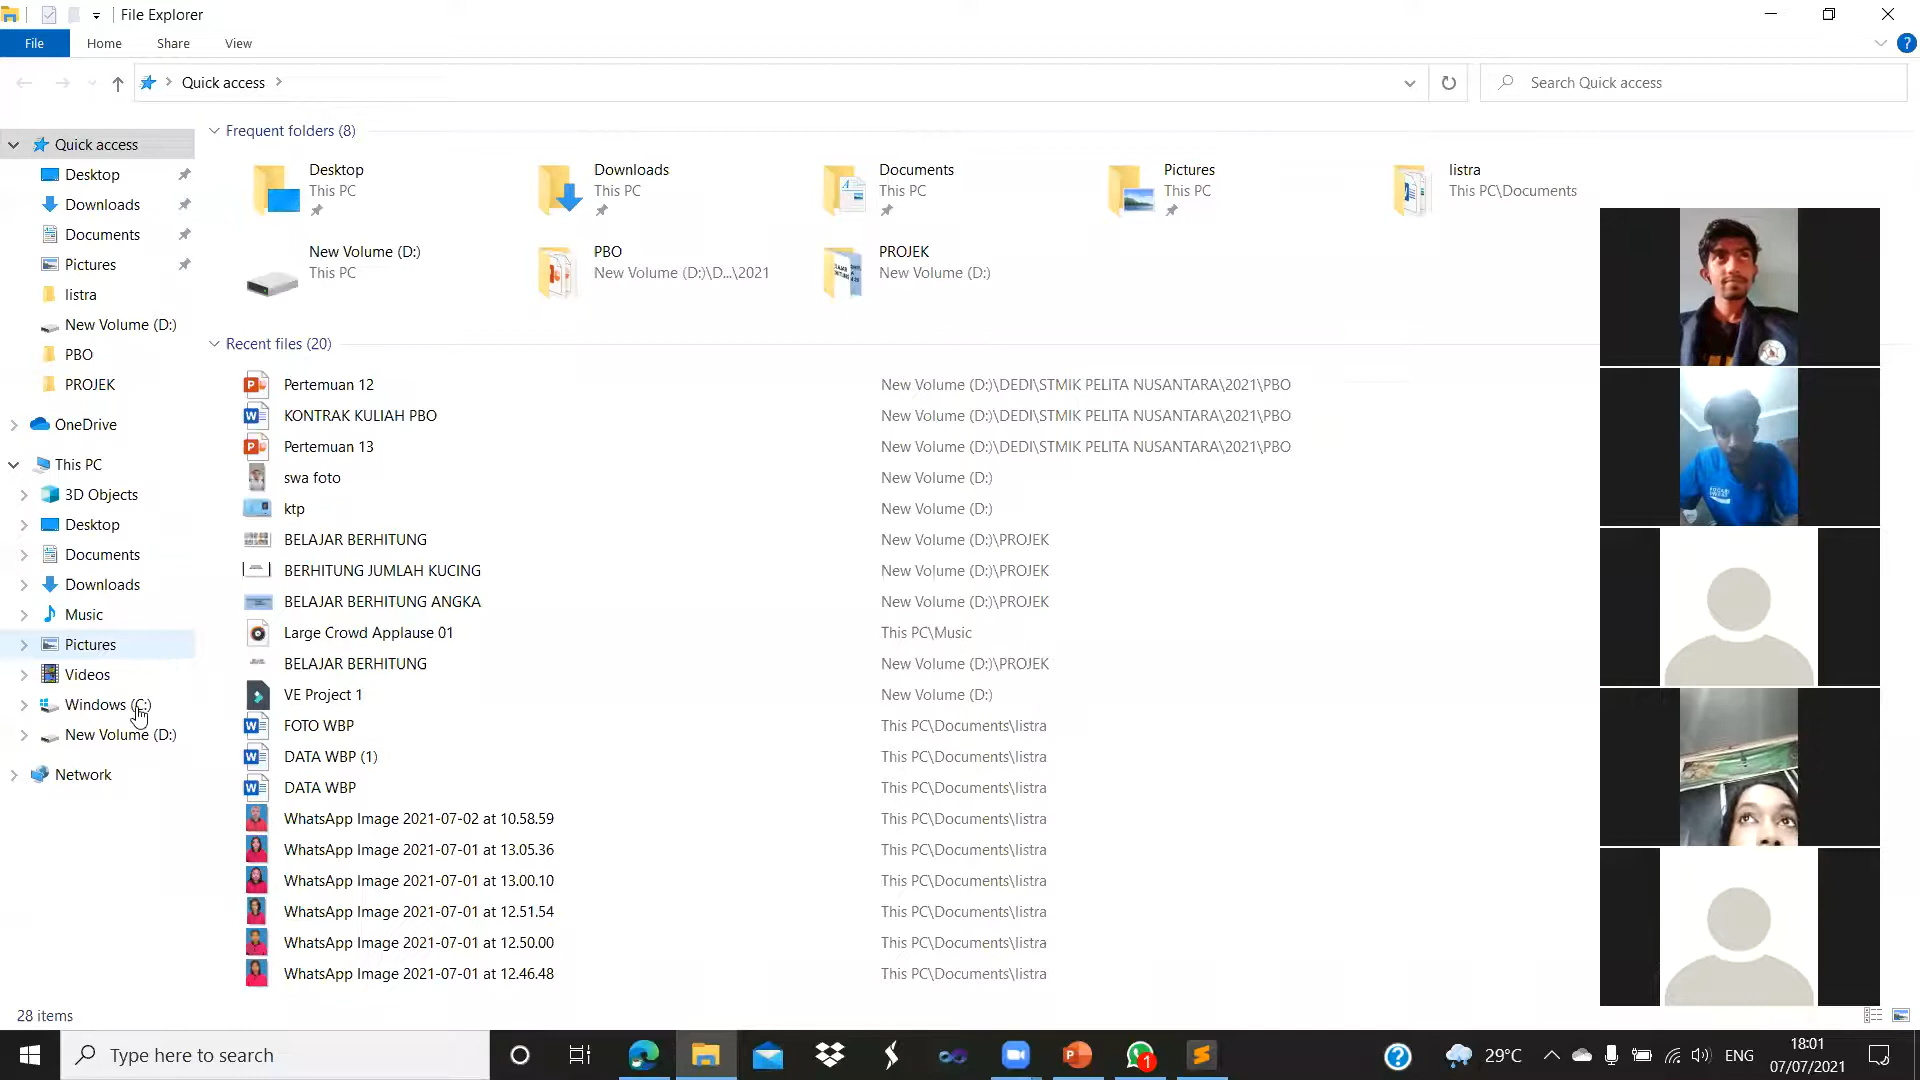 File Explorer
File Home Share View
Quick access
Search Quick access
Quick access
Desktop
Downloads
Documents
Pictures
listra
New Volume (D:)
PBO
PROJEK
OneDrive
This PC
3D Objects
Desktop
Documents
Downloads
Music
Pictures
Videos
Windows (C:)
New Volume (D:)
Network
Frequent folders (8)
Desktop
This PC
Downloads
This PC
Documents
This PC
Pictures
This PC
listra
This PC\Documents
New Volume (D:)
This PC
PBO
New Volume (D:)\D...\2021
PROJEK
New Volume (D:)
Recent files (20)
Pertemuan 12 New Volume (D:)\DEDI\STMIK PELITA NUSANTARA\2021\PBO
KONTRAK KULIAH PBO New Volume (D:)\DEDI\STMIK PELITA NUSANTARA\2021\PBO
Pertemuan 13 New Volume (D:)\DEDI\STMIK PELITA NUSANTARA\2021\PBO
swa foto New Volume (D:)
ktp New Volume (D:)
BELAJAR BERHITUNG New Volume (D:)\PROJEK
BERHITUNG JUMLAH KUCING New Volume (D:)\PROJEK
BELAJAR BERHITUNG ANGKA New Volume (D:)\PROJEK
Large Crowd Applause 01 This PC\Music
BELAJAR BERHITUNG New Volume (D:)\PROJEK
VE Project 1 New Volume (D:)
FOTO WBP This PC\Documents\listra
DATA WBP (1) This PC\Documents\listra
DATA WBP This PC\Documents\listra
WhatsApp Image 2021-07-02 at 10.58.59 This PC\Documents\listra
WhatsApp Image 2021-07-01 at 13.05.36 This PC\Documents\listra
WhatsApp Image 2021-07-01 at 13.00.10 This PC\Documents\listra
WhatsApp Image 2021-07-01 at 12.51.54 This PC\Documents\listra
WhatsApp Image 2021-07-01 at 12.50.00 This PC\Documents\listra
WhatsApp Image 2021-07-01 at 12.46.48 This PC\Documents\listra
28 items
Type here to search
1
29°C
ENG
18:01
07/07/2021